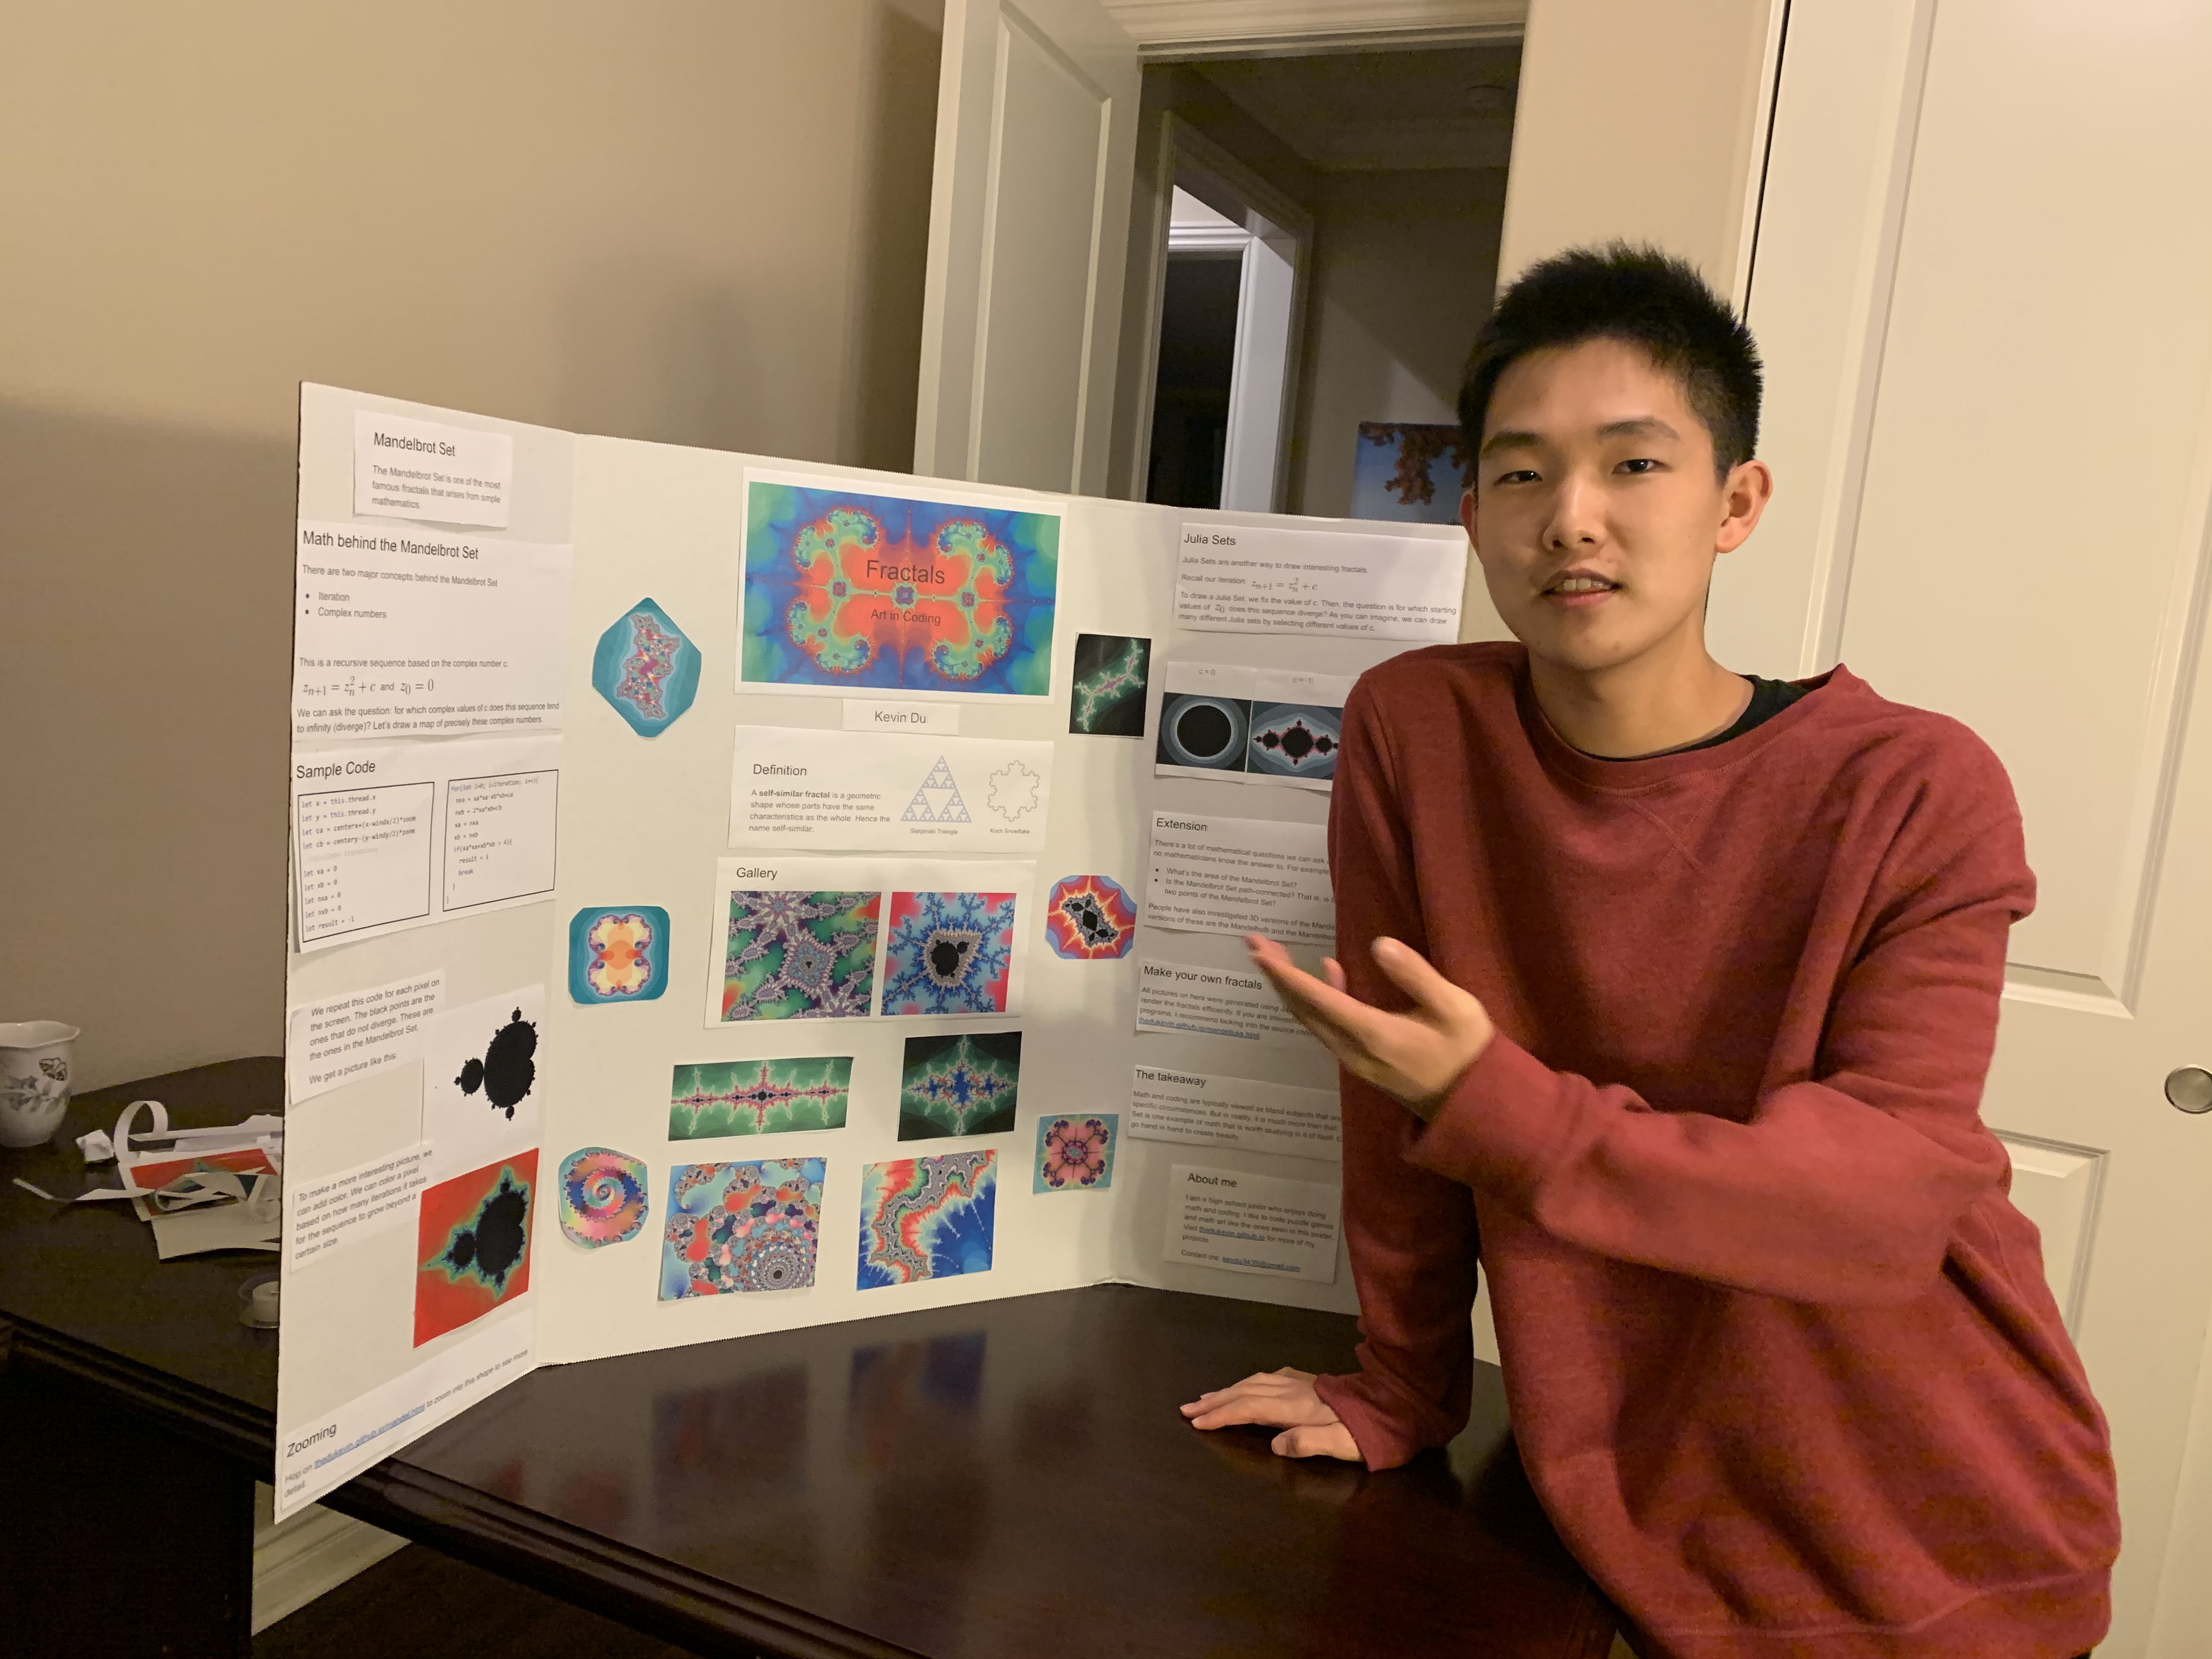 Mandelbrot Set
The Mandelbrot Set is one of the most
famous fractals that arises from simple
mathematics.
Math behind the Mandelbrot Set
There are two major concepts behind the Mandelbrot Set
• Iteration
• Complex numbers
This is a recursive sequence based on the complex number c.
z_{n+1} = z_n^2 + c and z_0 = 0
We can ask the question: for which complex values of c does this sequence tend
to infinity (diverge)? Let's draw a map of precisely these complex numbers.
Sample Code
let x = this.thread.x
let y = this.thread.y
let ca = centerx+(x-windx/2)*zoom
let cb = centery-(y-windy/2)*zoom
let xa = 0
let xb = 0
let nxa = 0
let nxb = 0
let result = -1
for(let i=0; i<iteration; i++){
nxa = xa*xa-xb*xb+ca
nxb = 2*xa*xb+cb
xa = nxa
xb = nxb
if(xa*xa+xb*xb > 4){
result = i
break
}
}
We repeat this code for each pixel on
the screen. The black points are the
ones that do not diverge. These are
the ones in the Mandelbrot Set.
We get a picture like this:
To make a more interesting picture, we
can add color. We can color a pixel
based on how many iterations it takes
for the sequence to grow beyond a
certain size.
Zooming
Hop on thedukevin.github.io/mandel.html to zoom into this shape to see more
detail.
Fractals
Art in Coding
Kevin Du
Definition
A self-similar fractal is a geometric
shape whose parts have the same
characteristics as the whole. Hence the
name self-similar.
Sierpinski Triangle
Koch Snowflake
Gallery
Julia Sets
Julia Sets are another way to draw interesting fractals.
Recall our iteration z_{n+1} = z_n^2 + c
To draw a Julia Set, we fix the value of c. Then, the question is for which starting
values of z_0 does this sequence diverge? As you can imagine, we can draw
many different Julia sets by selecting different values of c.
c = 0
c = -1
Extension
There's a lot of mathematical questions we can ask
no mathematicians know the answer to. For example
• What's the area of the Mandelbrot Set?
• Is the Mandelbrot Set path-connected? That is, is
two points of the Mandelbrot Set?
People have also investigated 3D versions of the
versions of these are the Mandelbulb and the
Make your own fractals
All pictures on here were generated using
render the fractals efficiently. If you are
programs, I recommend looking into the source
The takeaway
Math and coding are typically viewed as bland subjects that
specific circumstances. But in reality, it is much more than that.
Set is one example of math that is worth studying in it of itself.
go hand in hand to create beauty.
About me
I am a high school junior who enjoys doing
math and coding. I like to code puzzle games
and math art like the ones seen in this poster.
Visit thedukevin.github.io for more of my
projects.
Contact me: